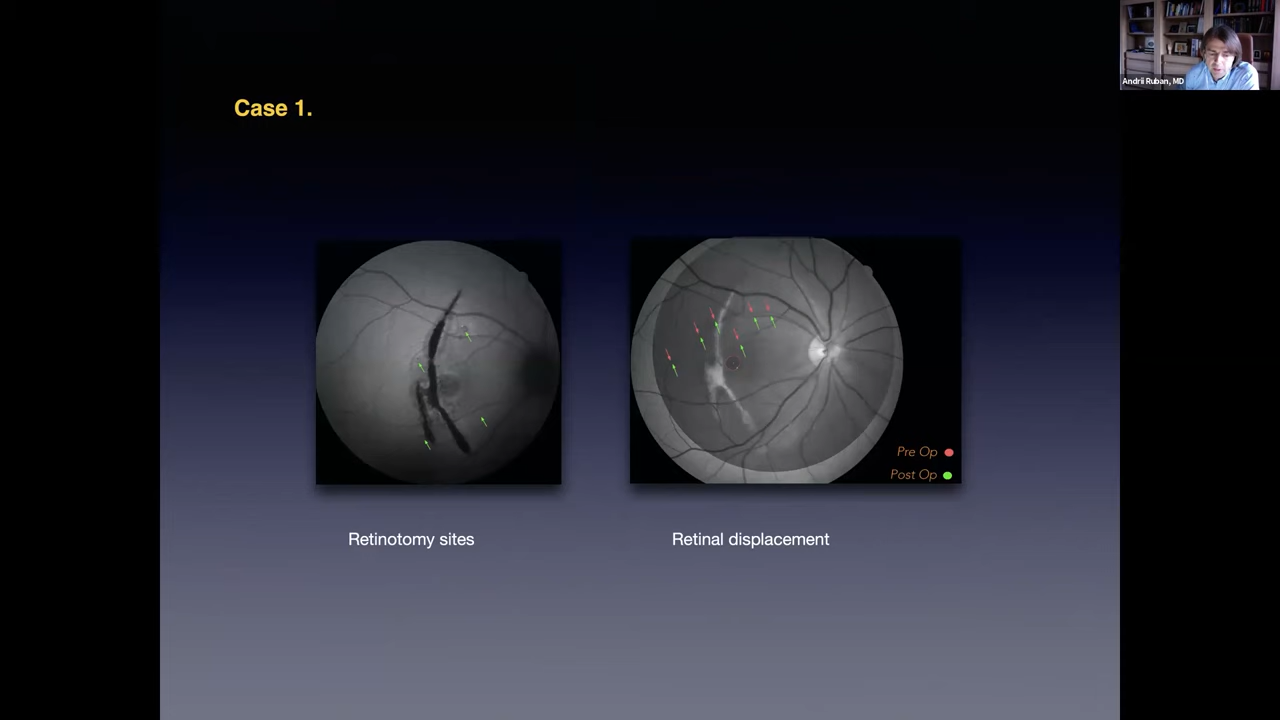 Andrii Ruban, MD
Case 1.
Pre Op
Post Op
Retinotomy sites
Retinal displacement